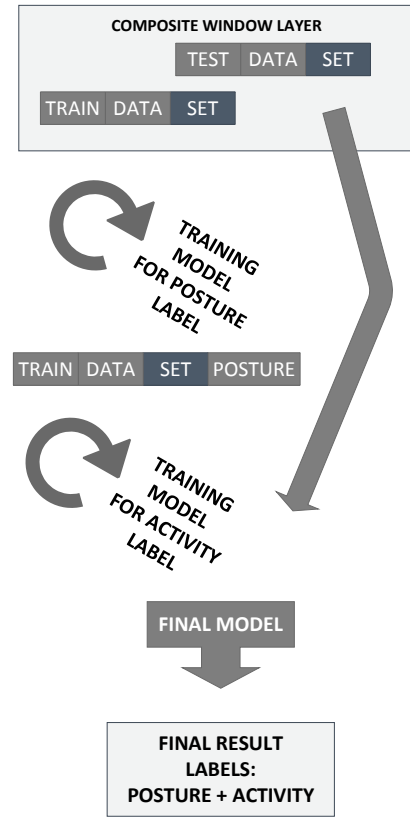 COMPOSITE WINDOW LAYER
TEST DATA SET
TRAIN DATA SET
TRAINING
MODEL
FOR POSTURE
LABEL
TRAIN DATA SET POSTURE
TRAINING
MODEL
FOR ACTIVITY
LABEL
FINAL MODEL
FINAL RESULT
LABELS:
POSTURE + ACTIVITY